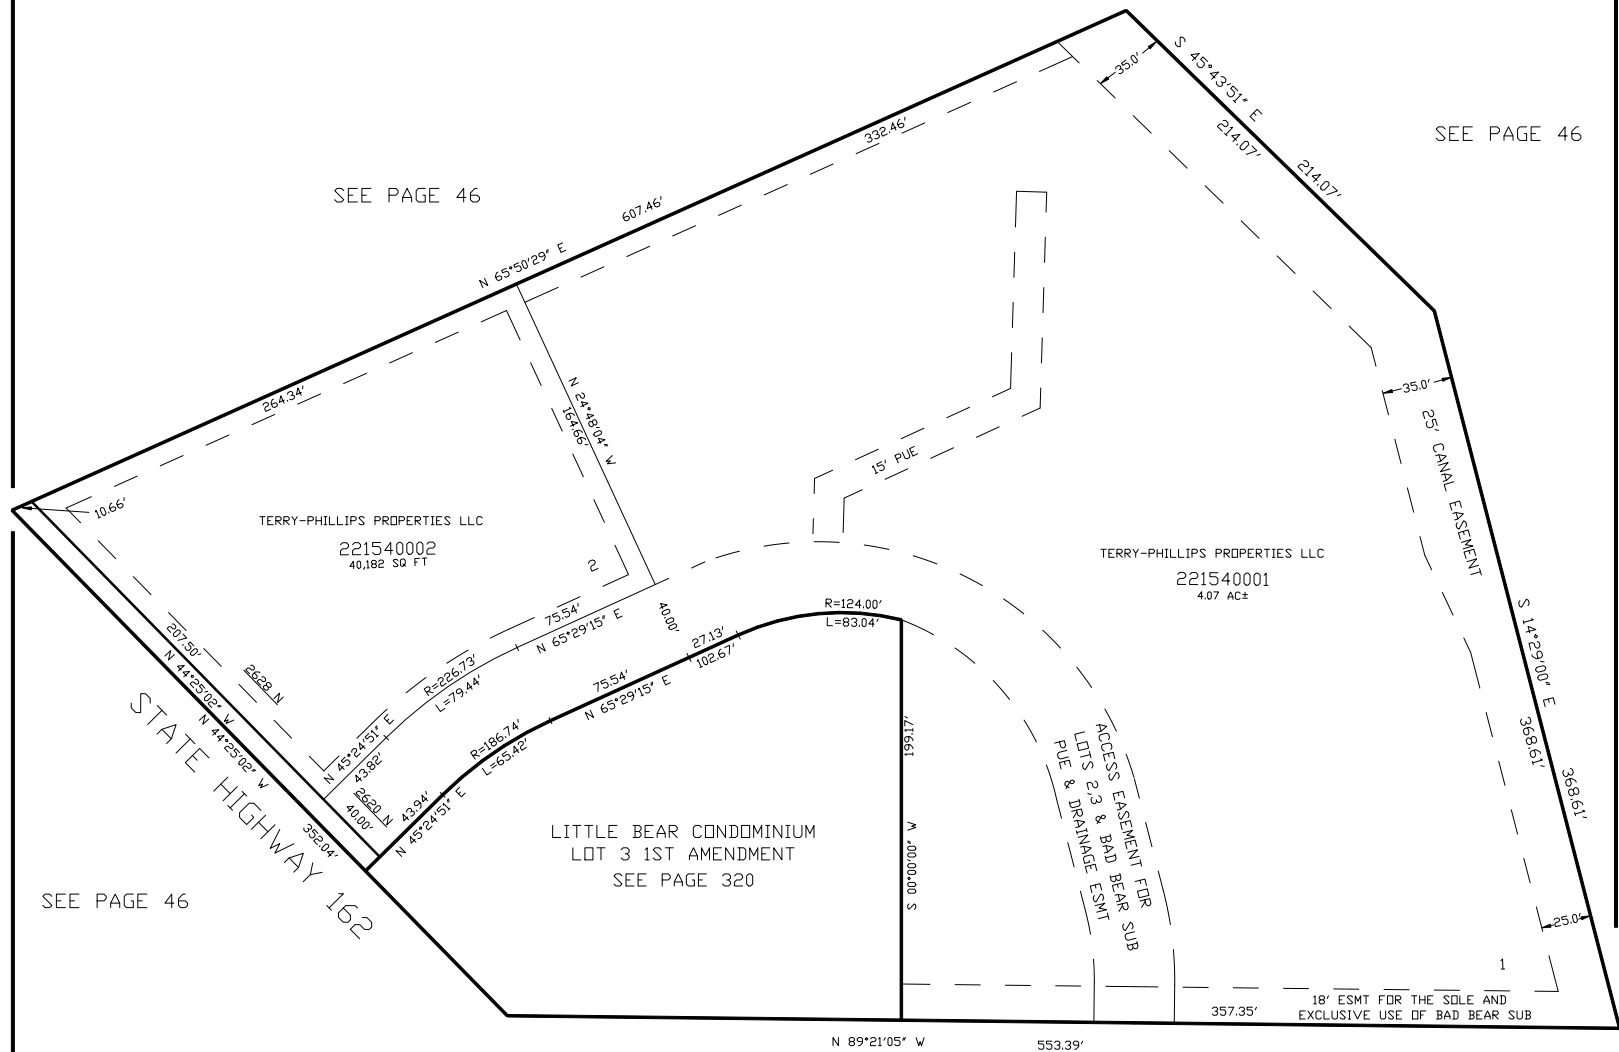 35.0'
S 45°43'51" E
214.07'
214.07'
SEE PAGE 46
332.46'
SEE PAGE 46
607.46'
N 65°50'29" E
264.34'
N 24°48'04" W
164.66'
35.0'
25' CANAL EASEMENT
15' PUE
10.66'
TERRY-PHILLIPS PROPERTIES LLC
221540002
40,182 SQ FT
2
TERRY-PHILLIPS PROPERTIES LLC
221540001
4.07 AC±
75.54'
N 65°29'15" E
40.00'
R=124.00'
L=83.04'
27.13'
102.67'
S 14°29'00" E
368.61'
368.61'
207.50'
N 44°25'02" W
N 44°25'02" W
2628 N
R=226.73'
L=79.44'
75.54'
N 65°29'15" E
STATE HIGHWAY 162
N 45°24'51" E
43.82'
R=186.74'
L=65.42'
199.17'
S 00°00'00" W
ACCESS EASEMENT FOR
LOTS 2,3 & BAD BEAR SUB
PUE & DRAINAGE ESMT
2620 N
40.00'
43.94'
N 45°24'51" E
352.04'
LITTLE BEAR CONDOMINIUM
LOT 3 1ST AMENDMENT
SEE PAGE 320
SEE PAGE 46
25.0'
1
357.35'
18' ESMT FOR THE SOLE AND
EXCLUSIVE USE OF BAD BEAR SUB
N 89°21'05" W
553.39'